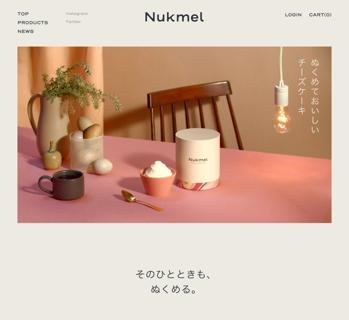 TOP
PRODUCTS
NEWS
Instagram
Twitter
Nukmel
LOGIN
CART(0)
ぬくめておいしい
チーズケーキ
Nukmel
そのひとときも、
ぬくめる。